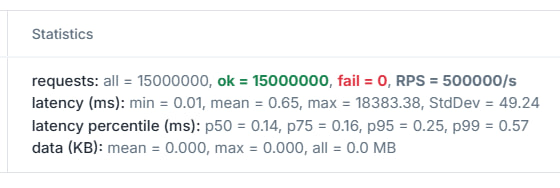 Statistics
requests: all = 15000000, ok = 15000000, fail = 0, RPS = 500000/s
latency (ms): min = 0.01, mean = 0.65, max = 18383.38, StdDev = 49.24
latency percentile (ms): p50 = 0.14, p75 = 0.16, p95 = 0.25, p99 = 0.57
data (KB): mean = 0.000, max = 0.000, all = 0.0 MB